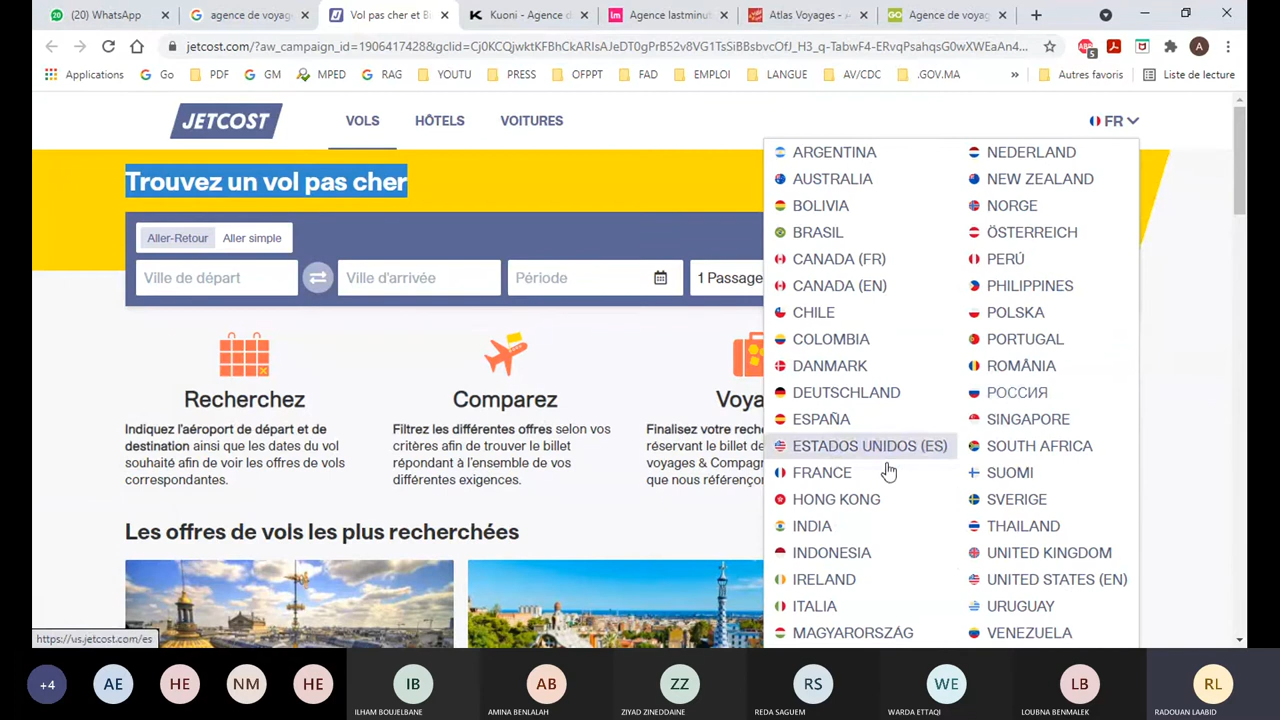 (20) WhatsApp
agence de voyag
Vol pas cher et B
Kuoni - Agence d
Agence lastminut
Atlas Voyages - A
Agence de voyag
jetcost.com/?aw_campaign_id=1906417428&gclid=Cj0KCQjwktKFBhCkARIsAJeDT0gPrB52v8VG1TsSiBBsbvcOfJ_H3_q-TabwF4-ERvqPsahqsG0wXWEaAn4...
5
A
Applications
Go
PDF
GM
MPED
RAG
YOUTU
PRESS
OFPPT
FAD
EMPLOI
LANGUE
AV/CDC
.GOV.MA
»
Autres favoris
Liste de lecture
JETCOST
VOLS
HÔTELS
VOITURES
FR
Trouvez un vol pas cher
Aller-Retour
Aller simple
Ville de départ
Ville d'arrivée
Période
1 Passage
Recherchez
Indiquez l'aéroport de départ et de
destination ainsi que les dates du vol
souhaité afin de voir les offres de vols
correspondantes.
Comparez
Filtrez les différentes offres selon vos
critères afin de trouver le billet
répondant à l'ensemble de vos
différentes exigences.
Voya
Finalisez votre reche
réservant le billet de
voyages & Compagn
que nous référenço
Les offres de vols les plus recherchées
ARGENTINA
AUSTRALIA
BOLIVIA
BRASIL
CANADA (FR)
CANADA (EN)
CHILE
COLOMBIA
DANMARK
DEUTSCHLAND
ESPAÑA
ESTADOS UNIDOS (ES)
FRANCE
HONG KONG
INDIA
INDONESIA
IRELAND
ITALIA
MAGYARORSZÁG
NEDERLAND
NEW ZEALAND
NORGE
ÖSTERREICH
PERÚ
PHILIPPINES
POLSKA
PORTUGAL
ROMÂNIA
РОССИЯ
SINGAPORE
SOUTH AFRICA
SUOMI
SVERIGE
THAILAND
UNITED KINGDOM
UNITED STATES (EN)
URUGUAY
VENEZUELA
https://us.jetcost.com/es
+4
AE
HE
NM
HE
IB
ILHAM BOUJELBANE
AB
AMINA BENLALAH
ZZ
ZIYAD ZINEDDAINE
RS
REDA SAGUEM
WE
WARDA ETTAQI
LB
LOUBNA BENMALEK
RL
RADOUAN LAABID